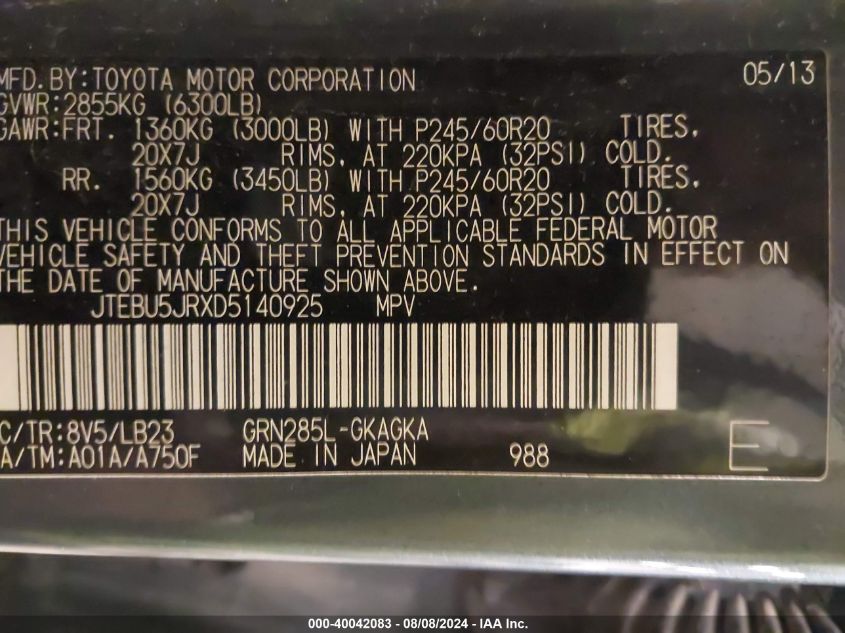 MFD.BY:TOYOTA MOTOR CORPORATION 05/13
GVWR:2855KG (6300LB)
GAWR:FRT. 1360KG (3000LB) WITH P245/60R20 TIRES,
20X7J RIMS, AT 220KPA (32PSI) COLD.
RR. 1560KG (3450LB) WITH P245/60R20 TIRES,
20X7J RIMS, AT 220KPA (32PSI) COLD.
THIS VEHICLE CONFORMS TO ALL APPLICABLE FEDERAL MOTOR
VEHICLE SAFETY AND THEFT PREVENTION STANDARDS IN EFFECT ON
THE DATE OF MANUFACTURE SHOWN ABOVE.
JTEBU5JRXD5140925 MPV
C/TR:8V5/LB23 GRN285L-GKAGKA
A/TM:A01A/A750F MADE IN JAPAN 988 E
000-40042083 - 08/08/2024 - IAA Inc.